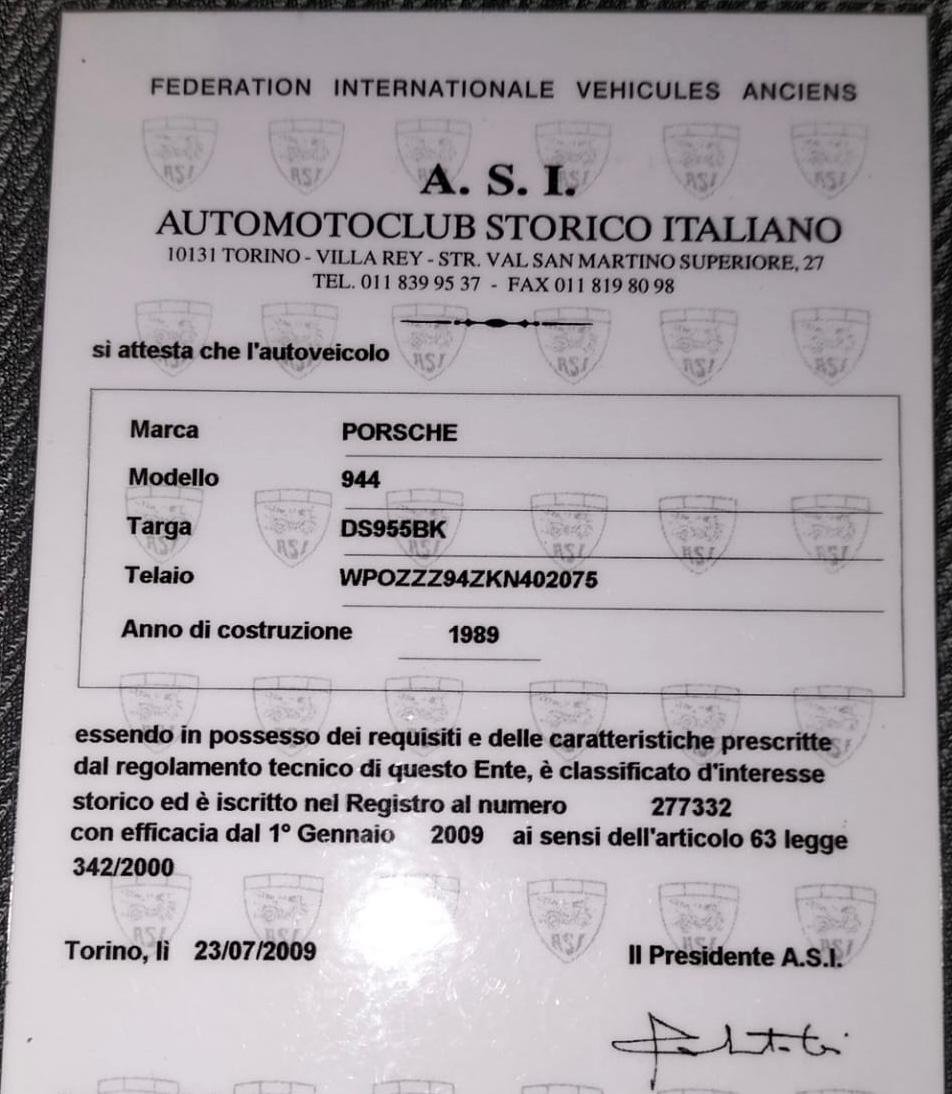 FEDERATION INTERNATIONALE VEHICULES ANCIENS
A. S. I.
AUTOMOTOCLUB STORICO ITALIANO
10131 TORINO - VILLA REY - STR. VAL SAN MARTINO SUPERIORE, 27
TEL. 011 839 95 37 - FAX 011 819 80 98
si attesta che l'autoveicolo
Marca PORSCHE
Modello 944
Targa DS955BK
Telaio WPOZZZ94ZKN402075
Anno di costruzione 1989
essendo in possesso dei requisiti e delle caratteristiche prescritte
dal regolamento tecnico di questo Ente, è classificato d'interesse
storico ed è iscritto nel Registro al numero 277332
con efficacia dal 1° Gennaio 2009 ai sensi dell'articolo 63 legge
342/2000
Torino, lì 23/07/2009 Il Presidente A.S.I.